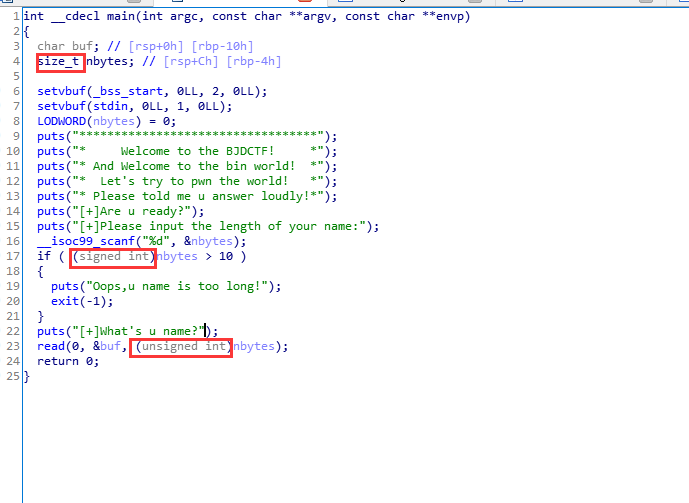 1 int __cdecl main(int argc, const char **argv, const char **envp)
2 {
3 char buf; // [rsp+0h] [rbp-10h]
4 size_t nbytes; // [rsp+Ch] [rbp-4h]
5
6 setvbuf(_bss_start, 0LL, 2, 0LL);
7 setvbuf(stdin, 0LL, 1, 0LL);
8 LODWORD(nbytes) = 0;
9 puts("**********************************");
10 puts("*     Welcome to the BJDCTF!     *");
11 puts("* And Welcome to the bin world!  *");
12 puts("*  Let's try to pwn the world!   *");
13 puts("* Please told me u answer loudly!*");
14 puts("[+]Are u ready?");
15 puts("[+]Please input the length of your name:");
16 __isoc99_scanf("%d", &nbytes);
17 if ( (signed int)nbytes > 10 )
18 {
19 puts("Oops,u name is too long!");
20 exit(-1);
21 }
22 puts("[+]What's u name?");
23 read(0, &buf, (unsigned int)nbytes);
24 return 0;
25 }